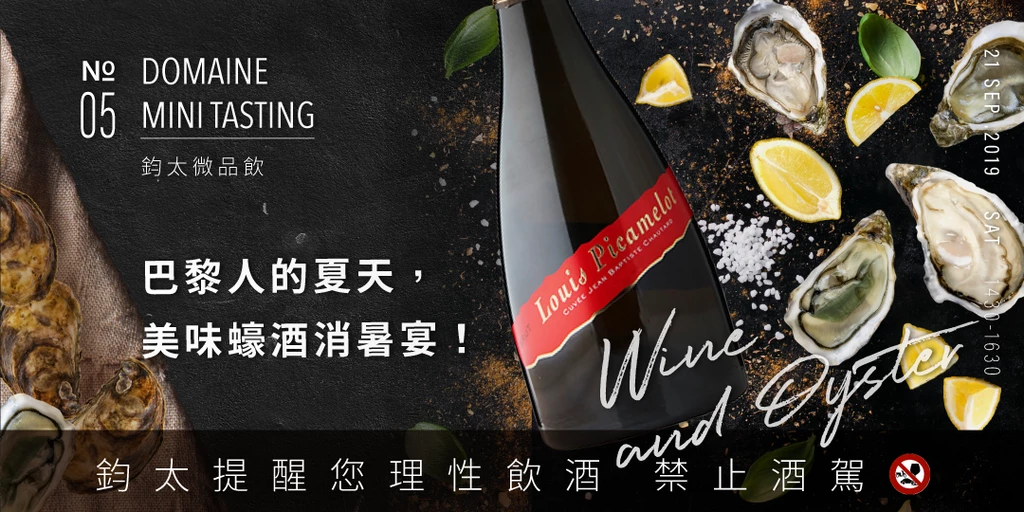 №
05
DOMAINE
MINI TASTING
鈞太微品飲
巴黎人的夏天，
美味蠔酒消暑宴！
Louis Picamelot
CUVÉE JEAN BAPTISTE CHAUTARD
Wine
and Oyster
21 SEP 2019 SAT 1430-1630
鈞太提醒您理性飲酒 禁止酒駕